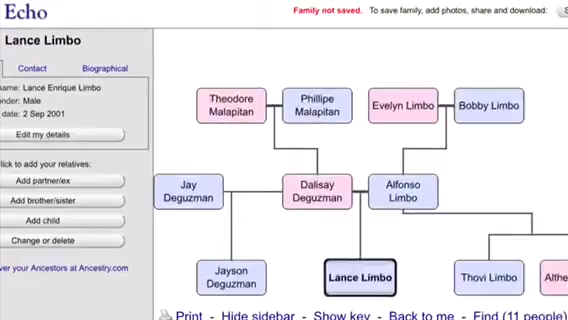 Echo
Family not saved. To save family, add photos, share and download:
Lance Limbo
Contact
Biographical
name: Lance Enrique Limbo
nder: Male
date: 2 Sep 2001
Edit my details
lick to add your relatives:
Add partner/ex
Add brother/sister
Add child
Change or delete
ver your Ancestors at Ancestry.com
Theodore
Malapitan
Phillipe
Malapitan
Evelyn Limbo
Bobby Limbo
Jay
Deguzman
Dalisay
Deguzman
Alfonso
Limbo
Jayson
Deguzman
Lance Limbo
Thovi Limbo
Althe
Print - Hide sidebar - Show key - Back to me - Find (11 people) -